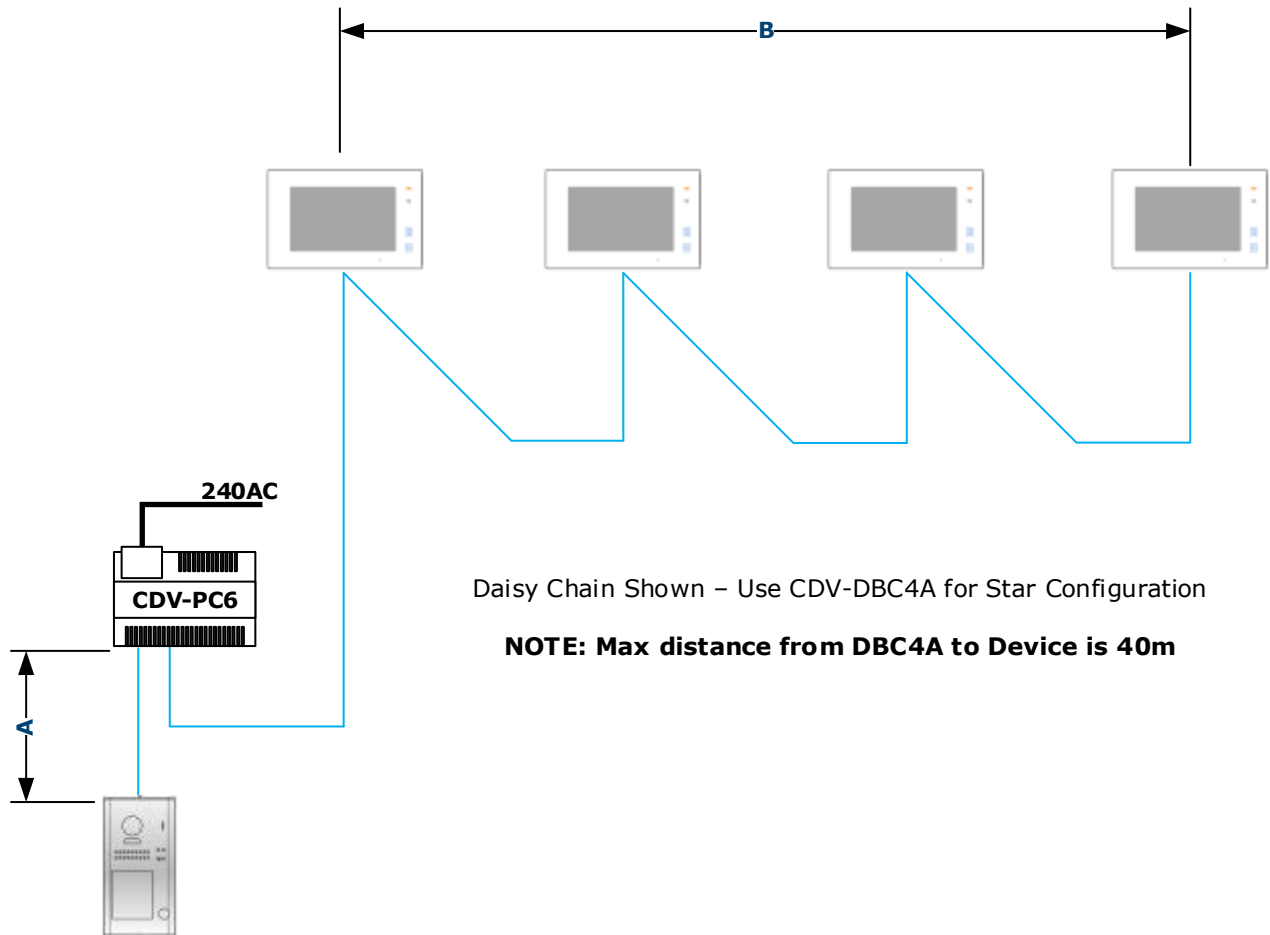 B
240AC
CDV-PC6
Daisy Chain Shown – Use CDV-DBC4A for Star Configuration
NOTE: Max distance from DBC4A to Device is 40m
A